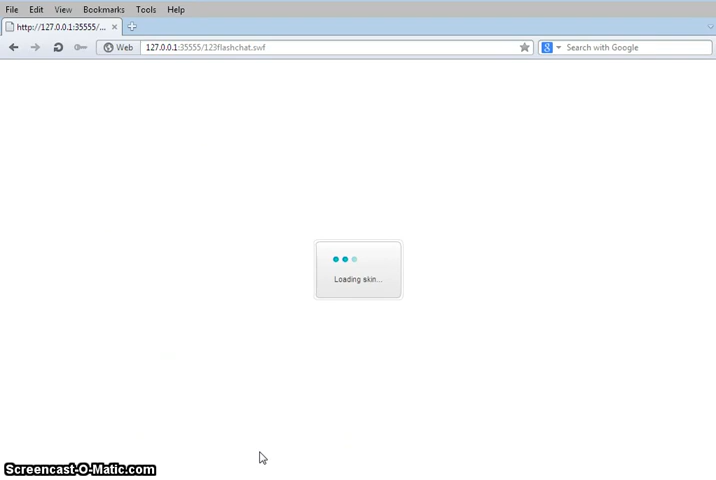 File Edit View Bookmarks Tools Help
http://127.0.0.1:35555/...
Web 127.0.0.1:35555/123flashchat.swf Search with Google
Loading skin...
Screencast-O-Matic.com